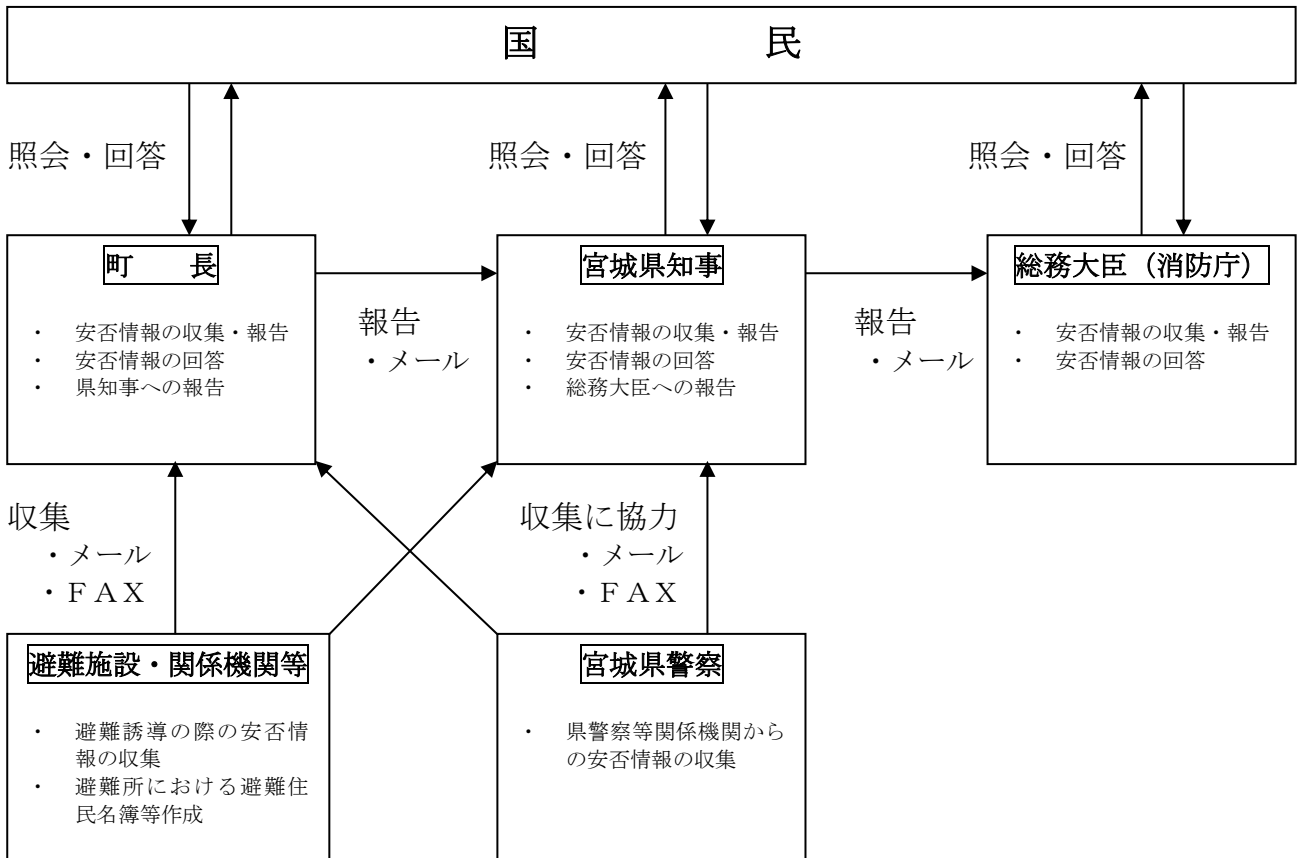 国　　　　　民
照会・回答
照会・回答
照会・回答
町　　長
・　安否情報の収集・報告
・　安否情報の回答
・　県知事への報告
報告
・メール
宮城県知事
・　安否情報の収集・報告
・　安否情報の回答
・　総務大臣への報告
報告
・メール
総務大臣（消防庁）
・　安否情報の収集・報告
・　安否情報の回答
収集
・メール
・ＦＡＸ
収集に協力
・メール
・ＦＡＸ
避難施設・関係機関等
・　避難誘導の際の安否情
報の収集
・　避難所における避難住
民名簿等作成
宮城県警察
・　県警察等関係機関から
の安否情報の収集